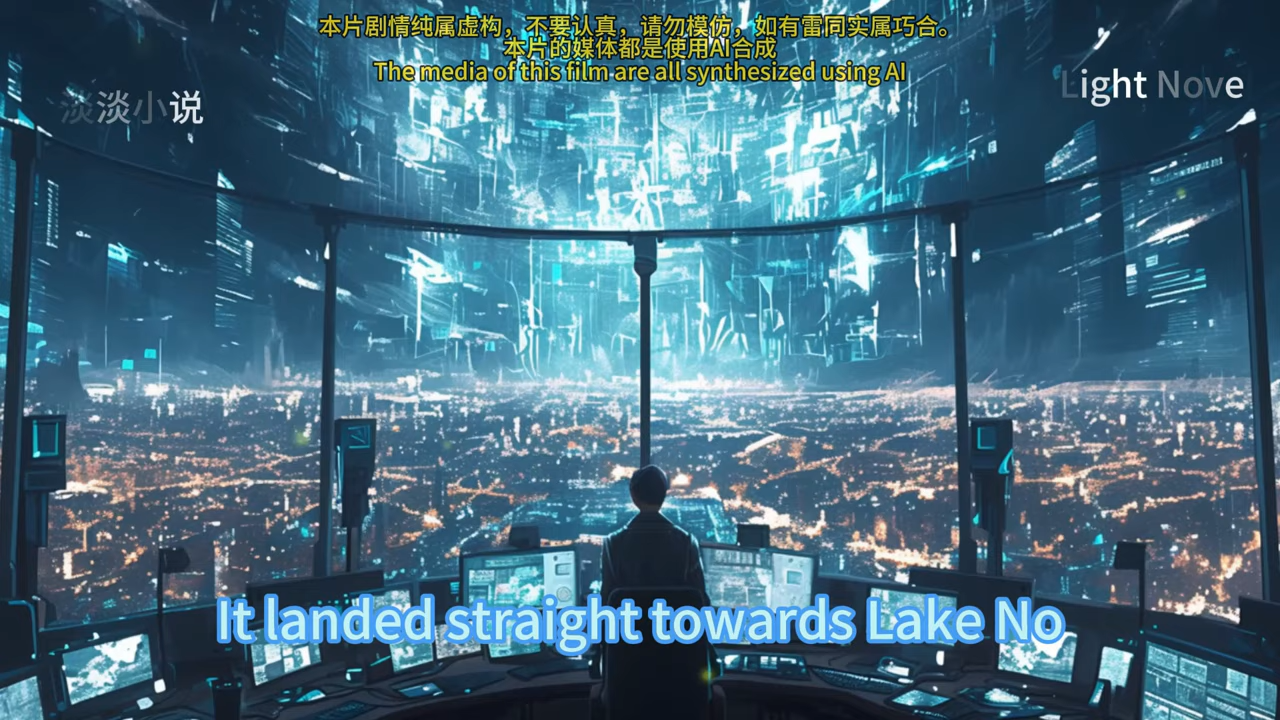 本片剧情纯属虚构，不要认真，请勿模仿，如有雷同实属巧合。
本片的媒体都是使用AI合成
The media of this film are all synthesized using AI
淡淡小说
Light Nove
It landed straight towards Lake No